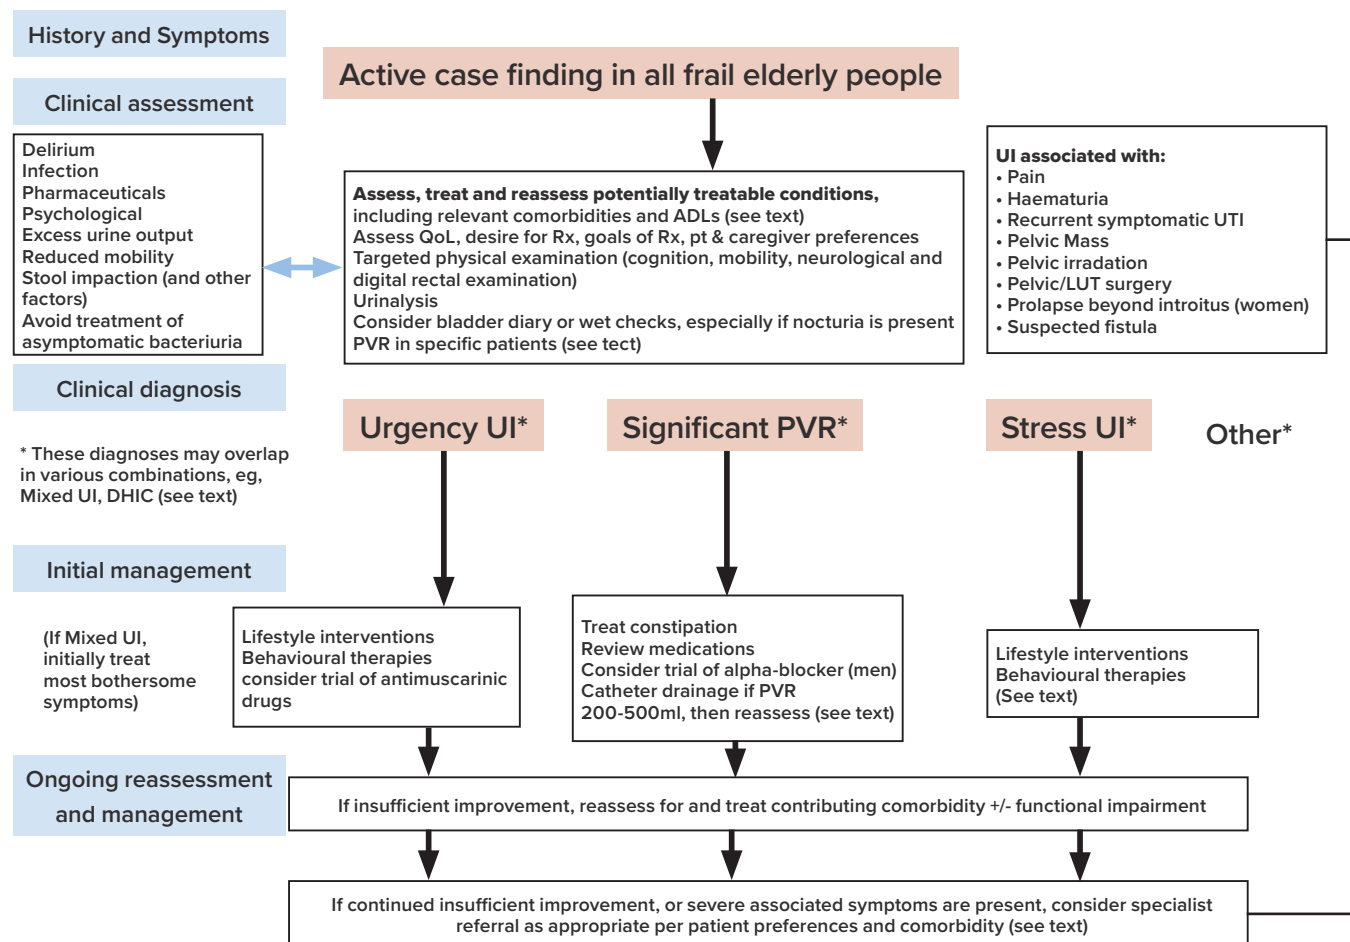 History and Symptoms
Active case finding in all frail elderly people
Clinical assessment
Delirium
Infection
Pharmaceuticals
Psychological
Excess urine output
Reduced mobility
Stool impaction (and other
factors)
Avoid treatment of
asymptomatic bacteriuria
Assess, treat and reassess potentially treatable conditions,
including relevant comorbidities and ADLs (see text)
Assess QoL, desire for Rx, goals of Rx, pt & caregiver preferences
Targeted physical examination (cognition, mobility, neurological and
digital rectal examination)
Urinalysis
Consider bladder diary or wet checks, especially if nocturia is present
PVR in specific patients (see tect)
UI associated with:
• Pain
• Haematuria
• Recurrent symptomatic UTI
• Pelvic Mass
• Pelvic irradation
• Pelvic/LUT surgery
• Prolapse beyond introitus (women)
• Suspected fistula
Clinical diagnosis
Urgency UI*
Significant PVR*
Stress UI*
Other*
* These diagnoses may overlap
in various combinations, eg,
Mixed UI, DHIC (see text)
Initial management
(If Mixed UI,
initially treat
most bothersome
symptoms)
Lifestyle interventions
Behavioural therapies
consider trial of antimuscarinic
drugs
Treat constipation
Review medications
Consider trial of alpha-blocker (men)
Catheter drainage if PVR
200-500ml, then reassess (see text)
Lifestyle interventions
Behavioural therapies
(See text)
Ongoing reassessment
and management
If insufficient improvement, reassess for and treat contributing comorbidity +/- functional impairment
If continued insufficient improvement, or severe associated symptoms are present, consider specialist
referral as appropriate per patient preferences and comorbidity (see text)